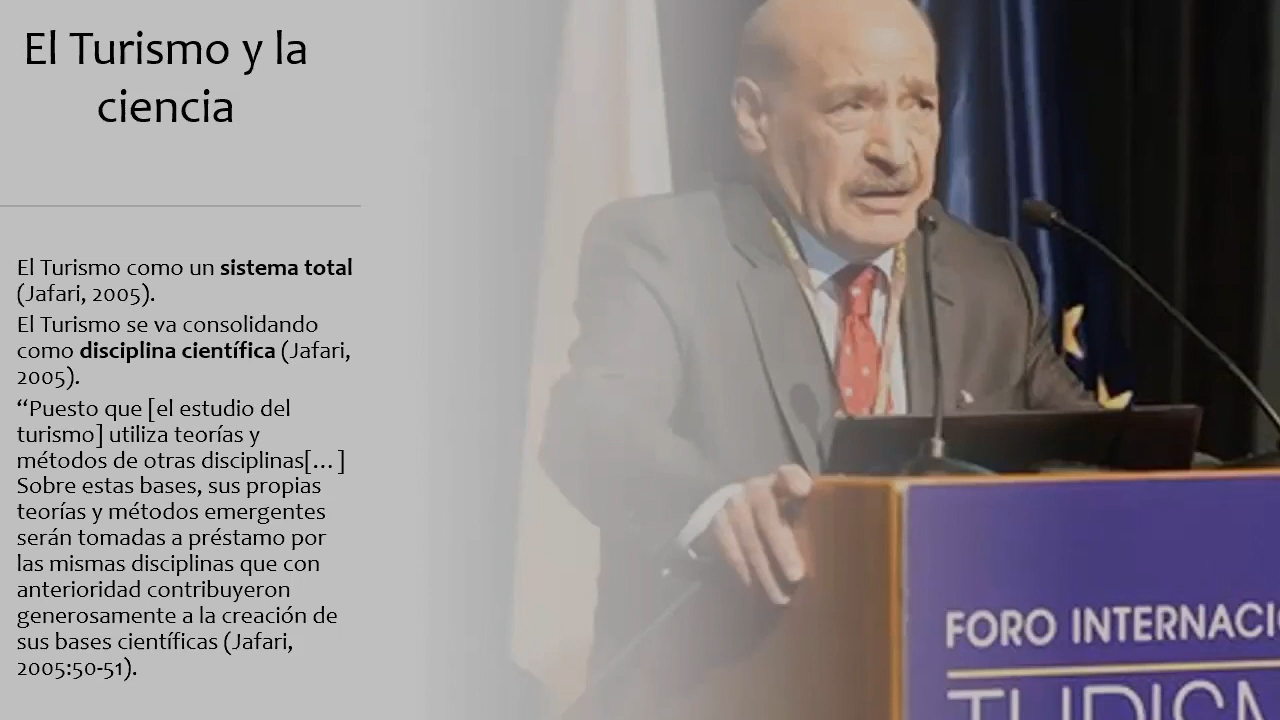 El Turismo y la
ciencia
El Turismo como un sistema total
(Jafari, 2005).
El Turismo se va consolidando
como disciplina científica (Jafari,
2005).
“Puesto que [el estudio del
turismo] utiliza teorías y
métodos de otras disciplinas[…]
Sobre estas bases, sus propias
teorías y métodos emergentes
serán tomadas a préstamo por
las mismas disciplinas que con
anterioridad contribuyeron
generosamente a la creación de
sus bases científicas (Jafari,
2005:50-51).
FORO INTERNACI